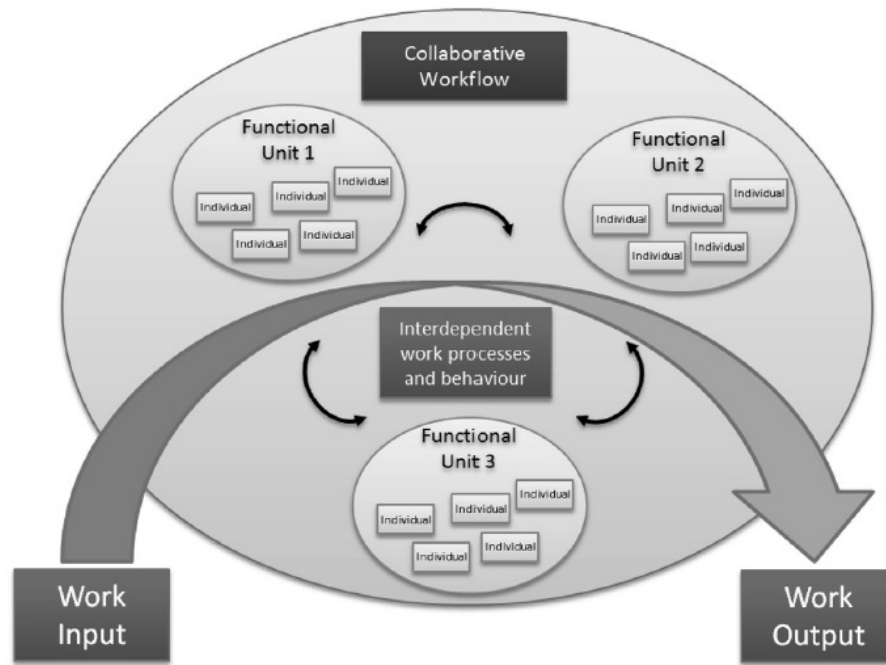 Collaborative
Workflow
Functional
Unit 1
Individual
Individual
Individual
Individual
Individual
Functional
Unit 2
Individual
Individual
Individual
Individual
Individual
Interdependent
work processes
and behaviour
Functional
Unit 3
Individual
Individual
Individual
Individual
Individual
Work
Input
Work
Output